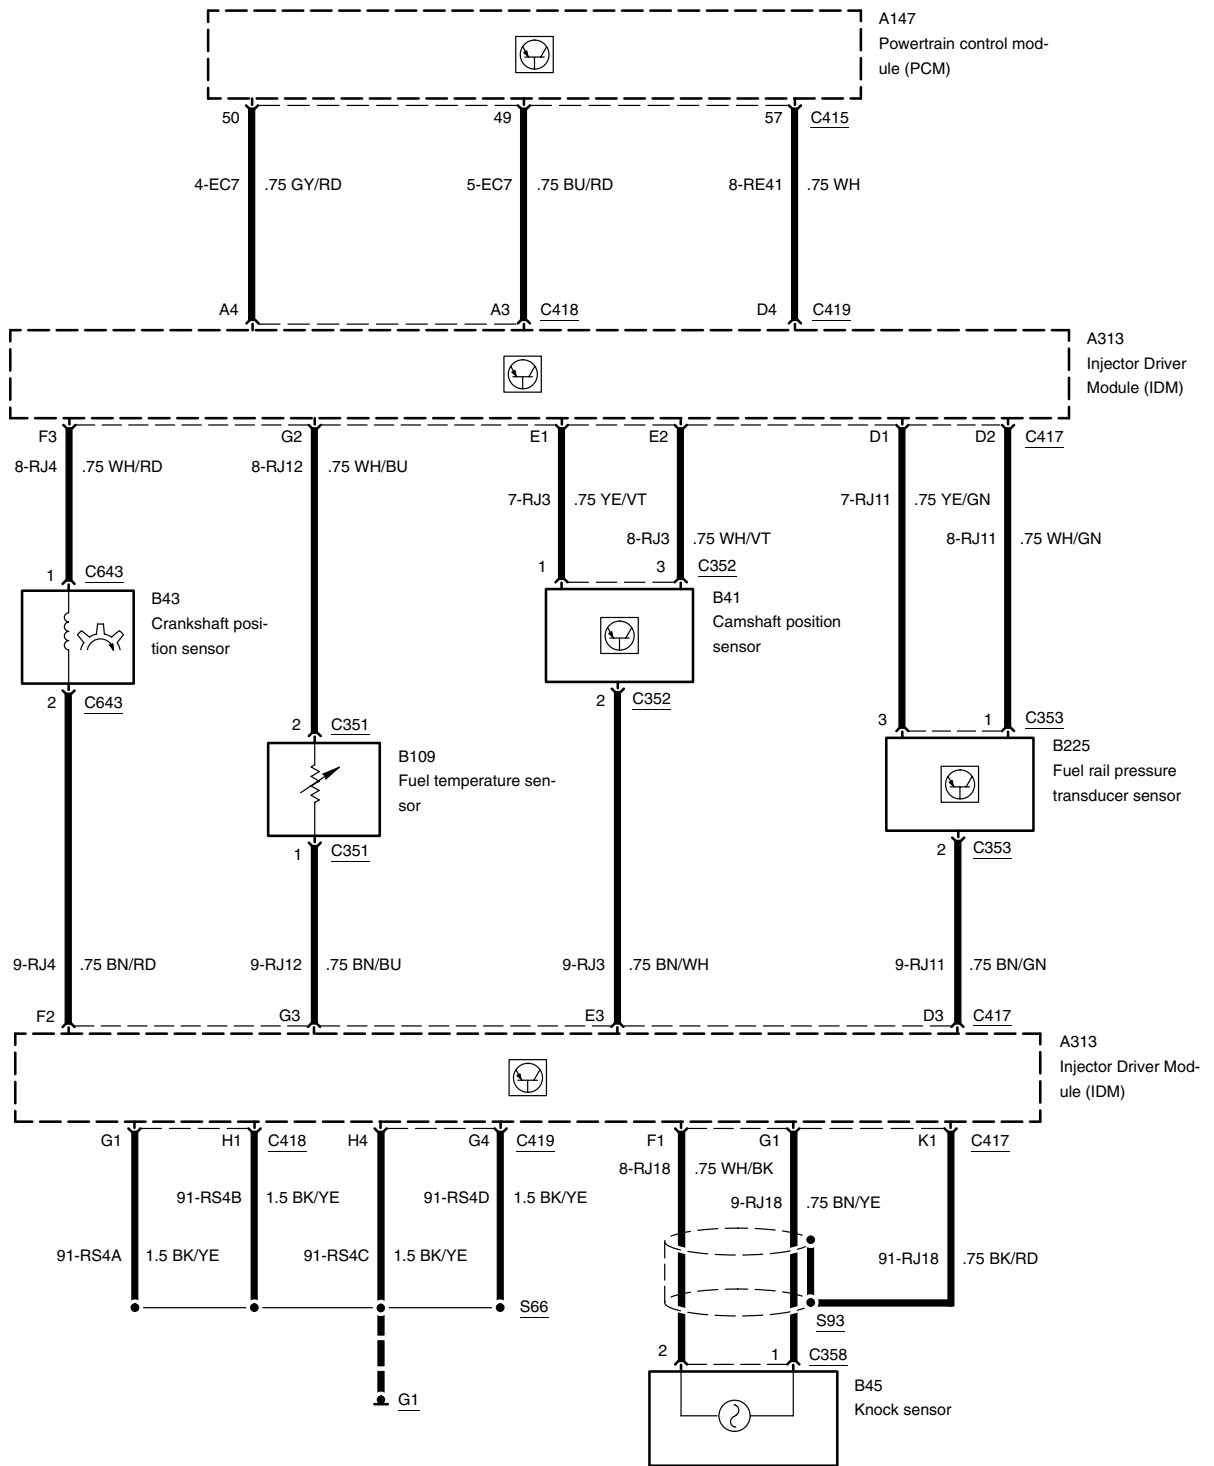 A147
Powertrain control mod-
ule (PCM)
50 49 57 C415
4-EC7 .75 GY/RD 5-EC7 .75 BU/RD 8-RE41 .75 WH
A4 A3 C418 D4 C419
A313
Injector Driver
Module (IDM)
F3 G2 E1 E2 D1 D2 C417
8-RJ4 .75 WH/RD 8-RJ12 .75 WH/BU
7-RJ3 .75 YE/VT 7-RJ11 .75 YE/GN
8-RJ3 .75 WH/VT 8-RJ11 .75 WH/GN
1 C643 1 3 C352
B43
Crankshaft posi-
tion sensor
B41
Camshaft position
sensor
2 C643 2 C352
2 C351 3 1 C353
B109
Fuel temperature sen-
sor
B225
Fuel rail pressure
transducer sensor
1 C351 2 C353
9-RJ4 .75 BN/RD 9-RJ12 .75 BN/BU 9-RJ3 .75 BN/WH 9-RJ11 .75 BN/GN
F2 G3 E3 D3 C417
A313
Injector Driver Mod-
ule (IDM)
G1 H1 C418 H4 G4 C419 F1 G1 K1 C417
8-RJ18 .75 WH/BK
91-RS4B 1.5 BK/YE 91-RS4D 1.5 BK/YE 9-RJ18 .75 BN/YE
91-RS4A 1.5 BK/YE 91-RS4C 1.5 BK/YE 91-RJ18 .75 BK/RD
S66 S93
2 1 C358
G1
B45
Knock sensor